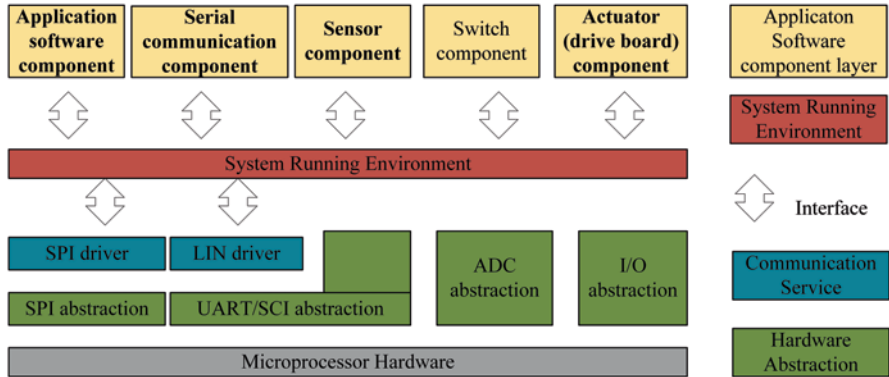 Application
software
component
Serial
communication
component
Sensor
component
Switch
component
Actuator
(drive board)
component
Applicaton
Software
component layer
System Running
Environment
System Running Environment
Interface
SPI driver
LIN driver
ADC
abstraction
I/O
abstraction
Communication
Service
SPI abstraction
UART/SCI abstraction
Hardware
Abstraction
Microprocessor Hardware